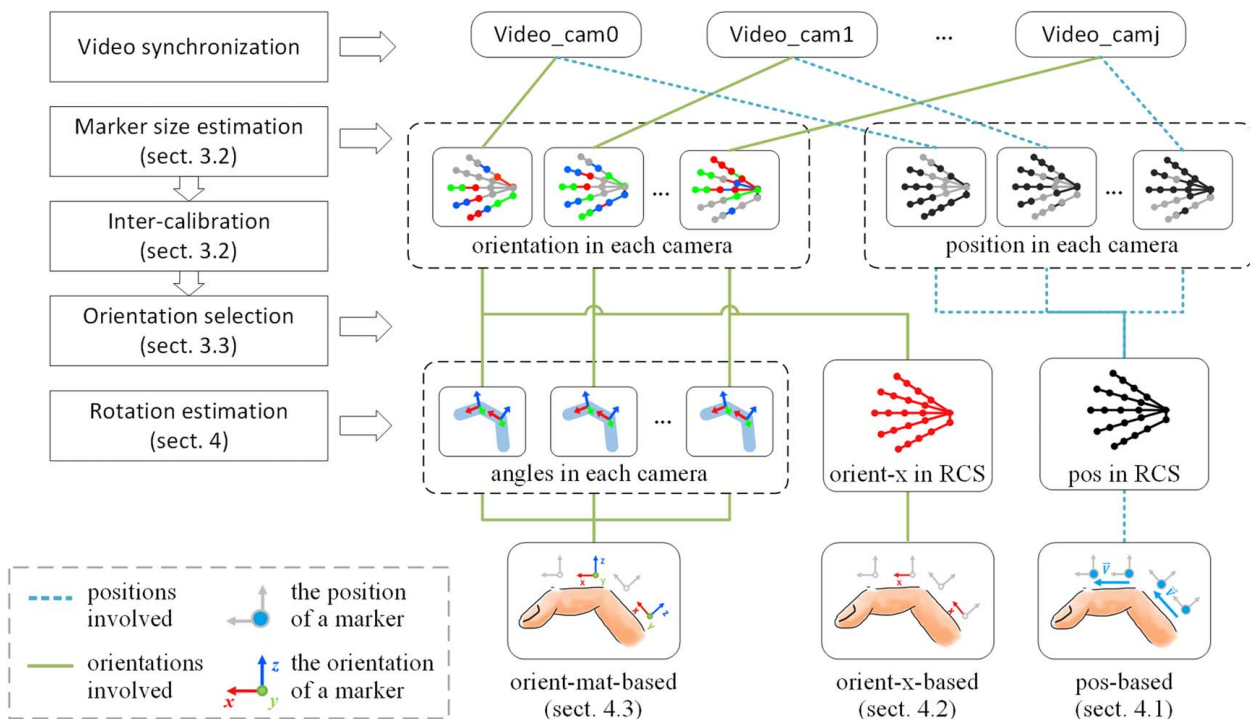 Video synchronization
Video_cam0
Video_cam1
...
Video_camj
Marker size estimation
(sect. 3.2)
...
...
Inter-calibration
(sect. 3.2)
orientation in each camera
position in each camera
Orientation selection
(sect. 3.3)
Rotation estimation
(sect. 4)
...
angles in each camera
orient-x in RCS
pos in RCS
positions
involved
the position
of a marker
orientations
involved
z
x
y
the orientation
of a marker
z
x
y
x
z
y
orient-mat-based
(sect. 4.3)
x
x
orient-x-based
(sect. 4.2)
v⃗
v⃗
pos-based
(sect. 4.1)